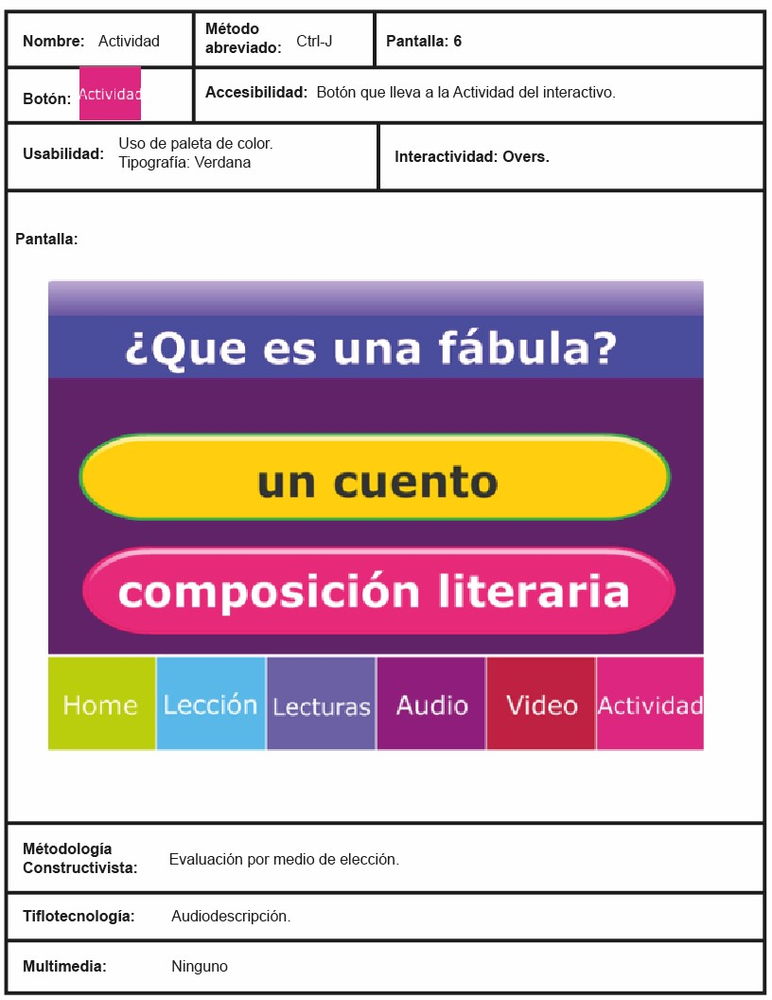 Nombre: Actividad
Método abreviado: Ctrl-J
Pantalla: 6
Botón: Actividad
Accesibilidad: Botón que lleva a la Actividad del interactivo.
Usabilidad: Uso de paleta de color.
Tipografía: Verdana
Interactividad: Overs.
Pantalla:
¿Que es una fábula?
un cuento
composición literaria
Home Lección Lecturas Audio Video Actividad
Métodología
Constructivista: Evaluación por medio de elección.
Tiflotecnología: Audiodescripción.
Multimedia: Ninguno